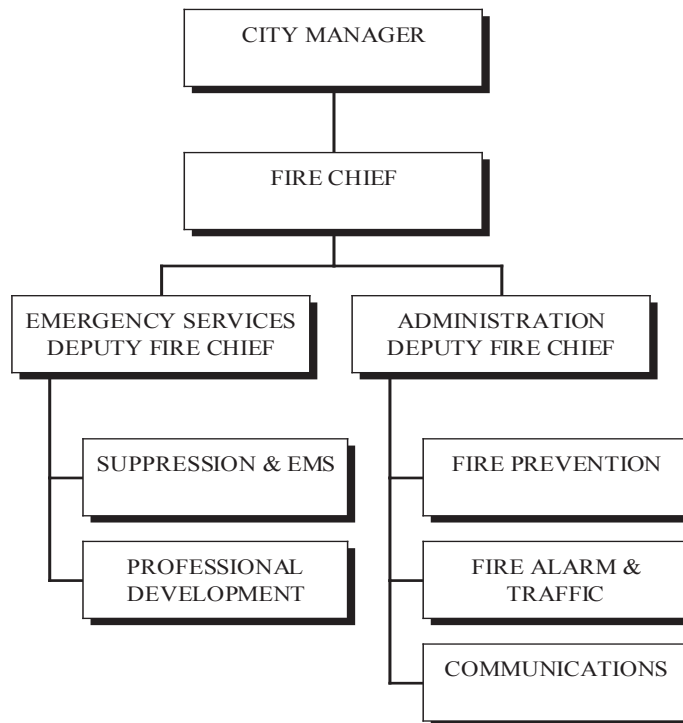 CITY MANAGER
FIRE CHIEF
EMERGENCY SERVICES
DEPUTY FIRE CHIEF
ADMINISTRATION
DEPUTY FIRE CHIEF
SUPPRESSION & EMS
PROFESSIONAL
DEVELOPMENT
FIRE PREVENTION
FIRE ALARM &
TRAFFIC
COMMUNICATIONS